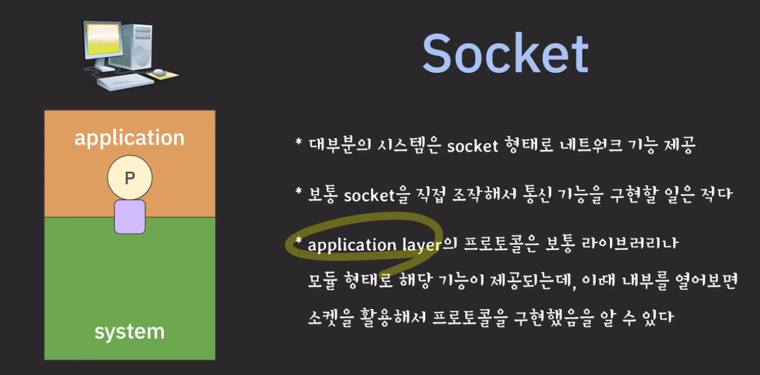 Socket
application
P
system
* 대부분의 시스템은 socket 형태로 네트워크 기능 제공
* 보통 socket을 직접 조작해서 통신 기능을 구현할 일은 적다
* application layer의 프로토콜은 보통 라이브러리나
모듈 형태로 해당 기능이 제공되는데, 이때 내부를 열어보면
소켓을 활용해서 프로토콜을 구현했음을 알 수 있다